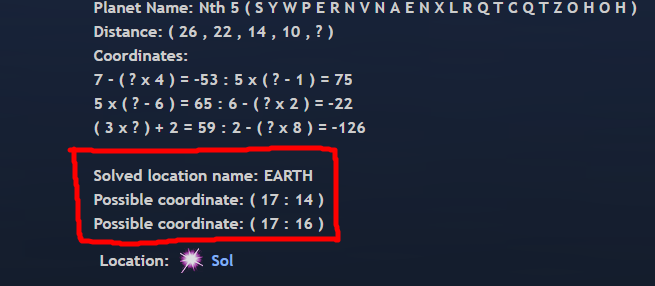 Planet Name: Nth 5 ( S Y W P E R N V N A E N X L R Q T C Q T Z O H O H )
Distance: ( 26 , 22 , 14 , 10 , ? )
Coordinates:
7 - ( ? x 4 ) = -53 : 5 x ( ? - 1 ) = 75
5 x ( ? - 6 ) = 65 : 6 - ( ? x 2 ) = -22
( 3 x ? ) + 2 = 59 : 2 - ( ? x 8 ) = -126
Solved location name: EARTH
Possible coordinate: ( 17 : 14 )
Possible coordinate: ( 17 : 16 )
Location: Sol